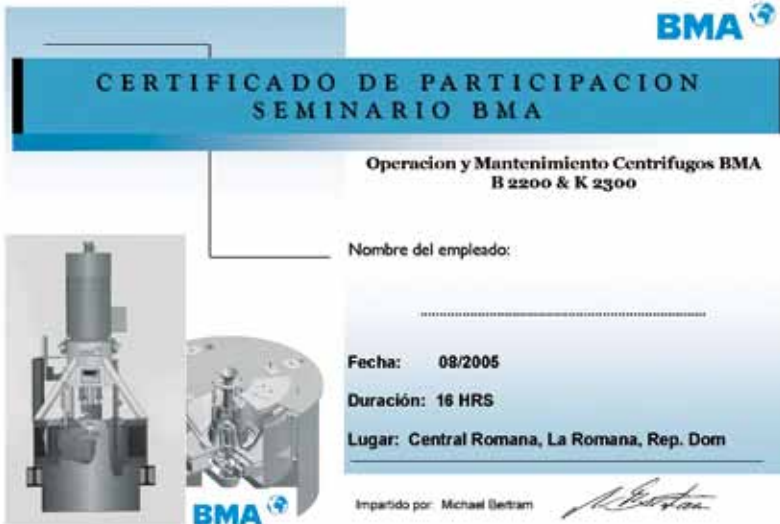 BMA
CERTIFICADO DE PARTICIPACION
SEMINARIO BMA
Operacion y Mantenimiento Centrifugos BMA
B 2200 & K 2300
Nombre del empleado:
Fecha: 08/2005
Duración: 16 HRS
Lugar: Central Romana, La Romana, Rep. Dom
Impartido por: Michael Bertram
BMA